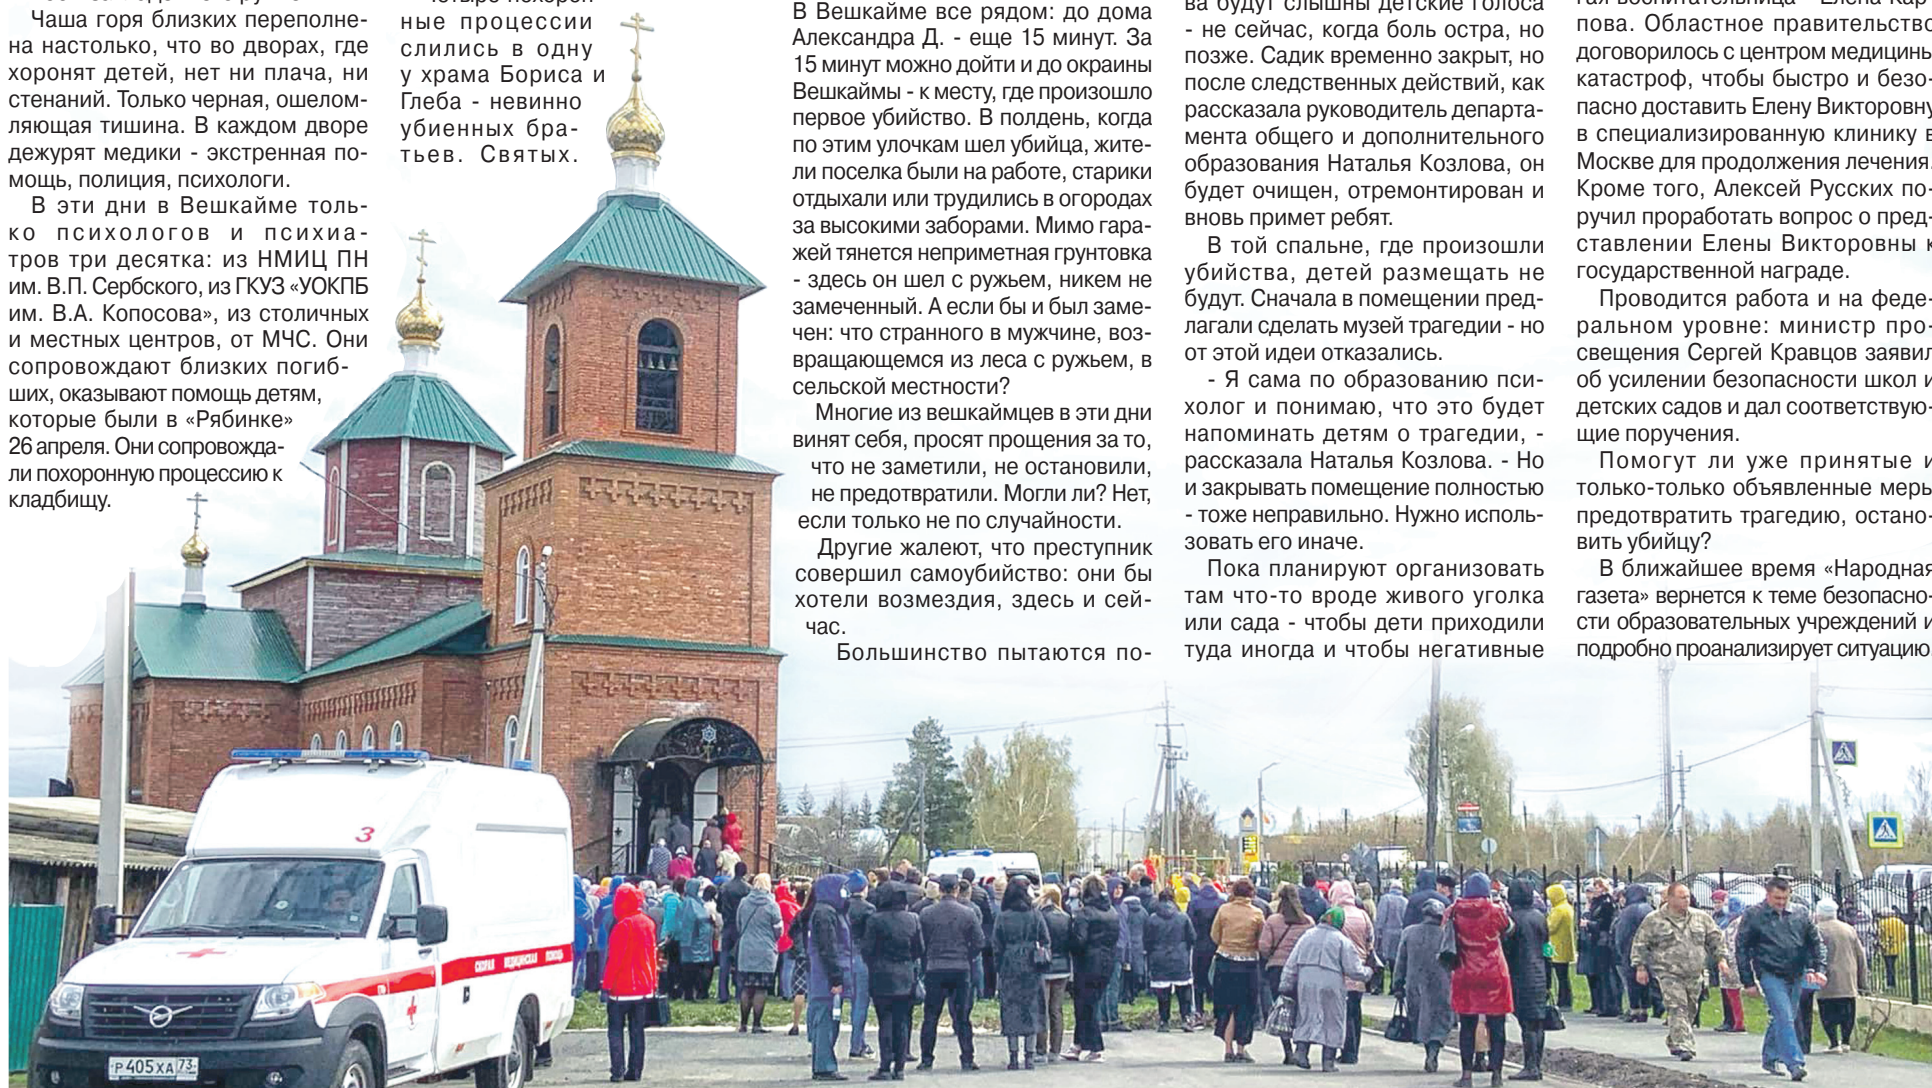 Чаша горя близких переполне-
на настолько, что во дворах, где
хоронят детей, нет ни плача, ни
стенаний. Только черная, ошелом-
ляющая тишина. В каждом дворе
дежурят медики - экстренная по-
мощь, полиция, психологи.
В эти дни в Вешкайме толь-
ко психологов и психиа-
тров три десятка: из НМИЦ ПН
им. В.П. Сербского, из ГКУЗ «УОКПБ
им. В.А. Копосова», из столичных
и местных центров, от МЧС. Они
сопровождают близких погиб-
ших, оказывают помощь детям,
которые были в «Рябинке»
26 апреля. Они сопровожда-
ли похоронную процессию к
кладбищу.
ные процессии
слились в одну
у храма Бориса и
Глеба - невинно
убиенных бра-
тьев. Святых.
В Вешкайме все рядом: до дома
Александра Д. - еще 15 минут. За
15 минут можно дойти и до окраины
Вешкаймы - к месту, где произошло
первое убийство. В полдень, когда
по этим улочкам шел убийца, жите-
ли поселка были на работе, старики
отдыхали или трудились в огородах
за высокими заборами. Мимо гара-
жей тянется неприметная грунтовка
- здесь он шел с ружьем, никем не
замеченный. А если бы и был заме-
чен: что странного в мужчине, воз-
вращающемся из леса с ружьем, в
сельской местности?
Многие из вешкаймцев в эти дни
винят себя, просят прощения за то,
что не заметили, не остановили,
не предотвратили. Могли ли? Нет,
если только не по случайности.
Другие жалеют, что преступник
совершил самоубийство: они бы
хотели возмездия, здесь и сей-
час.
Большинство пытаются по-
ва будут слышны детские голоса
- не сейчас, когда боль остра, но
позже. Садик временно закрыт, но
после следственных действий, как
рассказала руководитель департа-
мента общего и дополнительного
образования Наталья Козлова, он
будет очищен, отремонтирован и
вновь примет ребят.
В той спальне, где произошли
убийства, детей размещать не
будут. Сначала в помещении пред-
лагали сделать музей трагедии - но
от этой идеи отказались.
- Я сама по образованию пси-
холог и понимаю, что это будет
напоминать детям о трагедии, -
рассказала Наталья Козлова. - Но
и закрывать помещение полностью
- тоже неправильно. Нужно исполь-
зовать его иначе.
Пока планируют организовать
там что-то вроде живого уголка
или сада - чтобы дети приходили
туда иногда и чтобы негативные
пова. Областное правительство
договорилось с центром медицины
катастроф, чтобы быстро и безо-
пасно доставить Елену Викторовну
в специализированную клинику в
Москве для продолжения лечения.
Кроме того, Алексей Русских по-
ручил проработать вопрос о пред-
ставлении Елены Викторовны к
государственной награде.
Проводится работа и на феде-
ральном уровне: министр про-
свещения Сергей Кравцов заявил
об усилении безопасности школ и
детских садов и дал соответствую-
щие поручения.
Помогут ли уже принятые и
только-только объявленные меры
предотвратить трагедию, остано-
вить убийцу?
В ближайшее время «Народная
газета» вернется к теме безопасно-
сти образовательных учреждений и
подробно проанализирует ситуацию.
3
СКОРАЯ МЕДИЦИНСКАЯ ПОМОЩЬ
Р 405 ХА 73